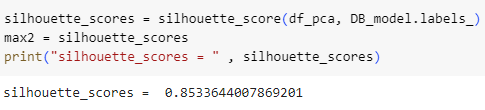 silhouette_scores = silhouette_score(df_pca, DB_model.labels_)
max2 = silhouette_scores
print("silhouette_scores = " , silhouette_scores)
silhouette_scores =  0.8533644007869201